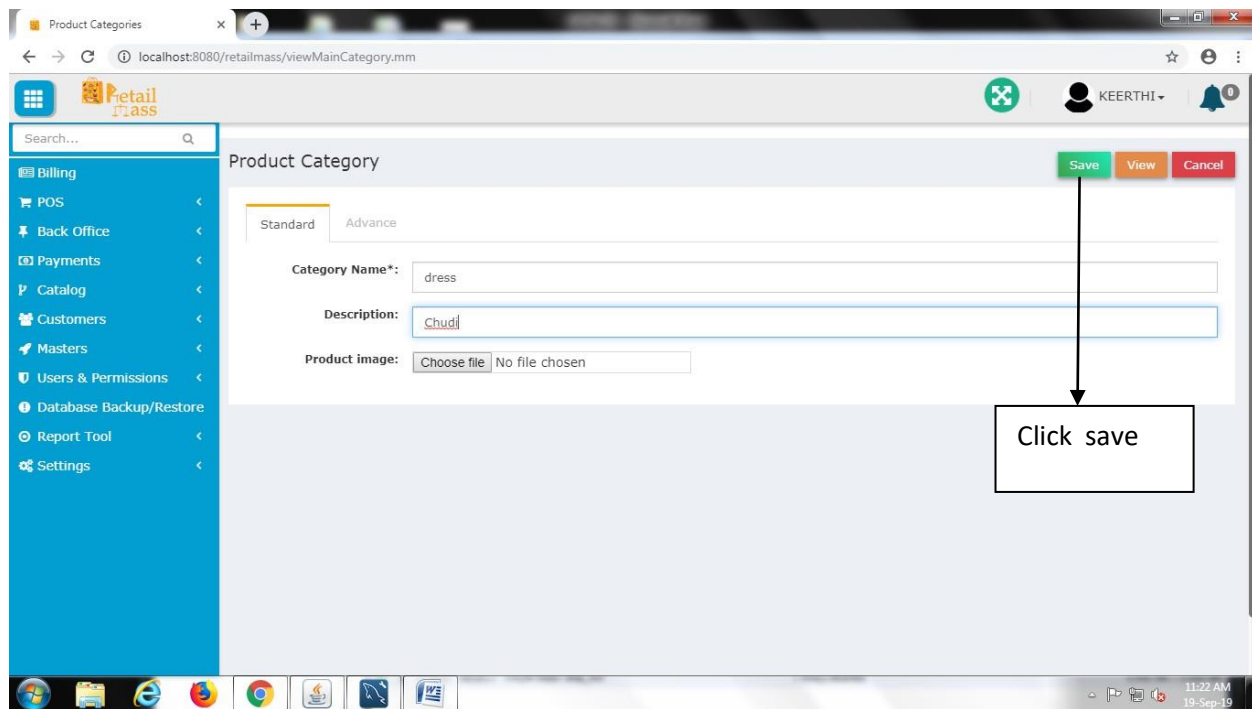 Product Categories
localhost:8080/retailmass/viewMainCategory.mm
Retail
mass
KEERTHI
0
Search...
Product Category
Save View Cancel
Billing
POS
Back Office
Payments
Catalog
Customers
Masters
Users & Permissions
Database Backup/Restore
Report Tool
Settings
Standard Advance
Category Name*: dress
Description: Chudi
Product image: Choose file No file chosen
Click save
11:22 AM
19-Sep-19